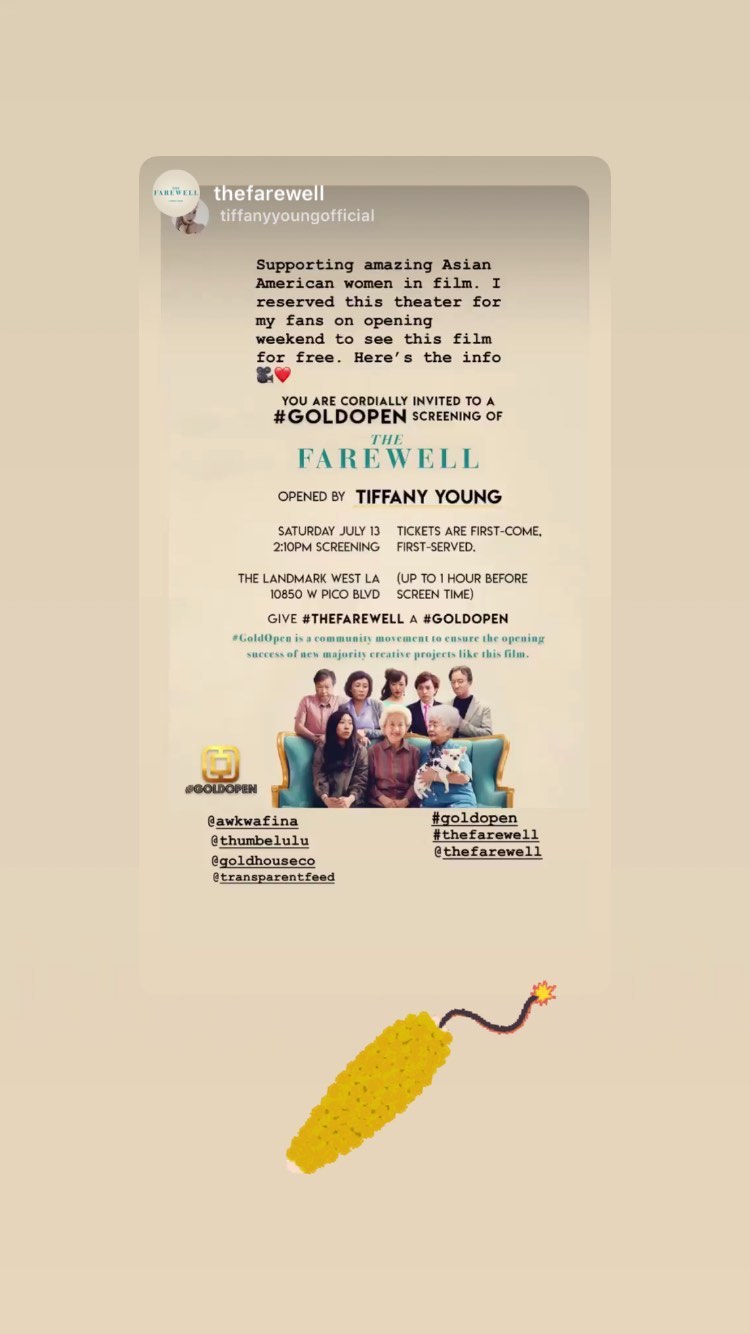 THE
FAREWELL
thefarewell
tiffanyyoungofficial
Supporting amazing Asian
American women in film. I
reserved this theater for
my fans on opening
weekend to see this film
for free. Here’s the info
🎥❤️
YOU ARE CORDIALLY INVITED TO A
#GOLDOPEN SCREENING OF
THE
FAREWELL
OPENED BY TIFFANY YOUNG
SATURDAY JULY 13
2:10PM SCREENING
TICKETS ARE FIRST-COME,
FIRST-SERVED.
THE LANDMARK WEST LA
10850 W PICO BLVD
(UP TO 1 HOUR BEFORE
SCREEN TIME)
GIVE #THEFAREWELL A #GOLDOPEN
#GoldOpen is a community movement to ensure the opening
success of new majority creative projects like this film.
#GOLDOPEN
@awkwafina
@thumbelulu
@goldhouseco
@transparentfeed
#goldopen
#thefarewell
@thefarewell